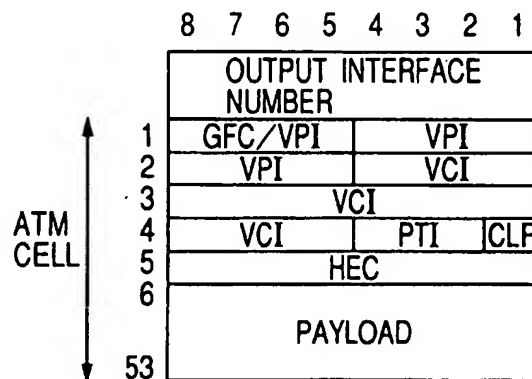 8 7 6 5 4 3 2 1
OUTPUT INTERFACE
NUMBER
1 GFC/VPI VPI
2 VPI VCI
3 VCI
ATM
CELL
4 VCI PTI CLP
5 HEC
6
PAYLOAD
53